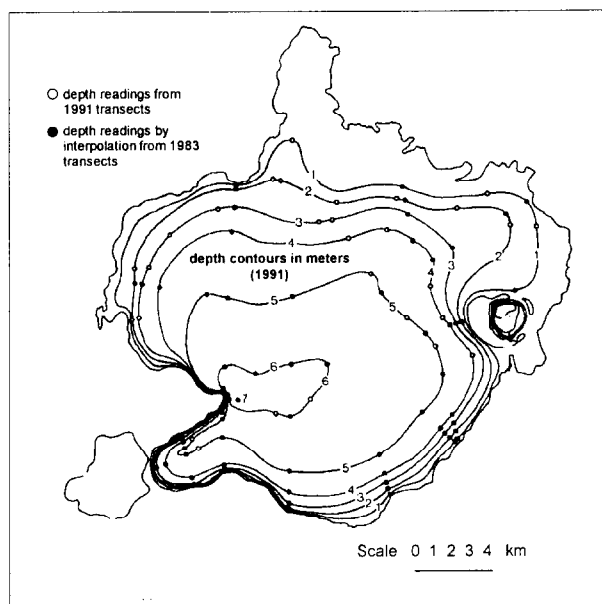 depth readings from
1991 transects
depth readings by
interpolation from 1983
transects
1
2
3
4
depth contours in meters
(1991)
2
1
3
4
5
5
6
6
7
5
4
3
2
1
Scale 0 1 2 3 4 km